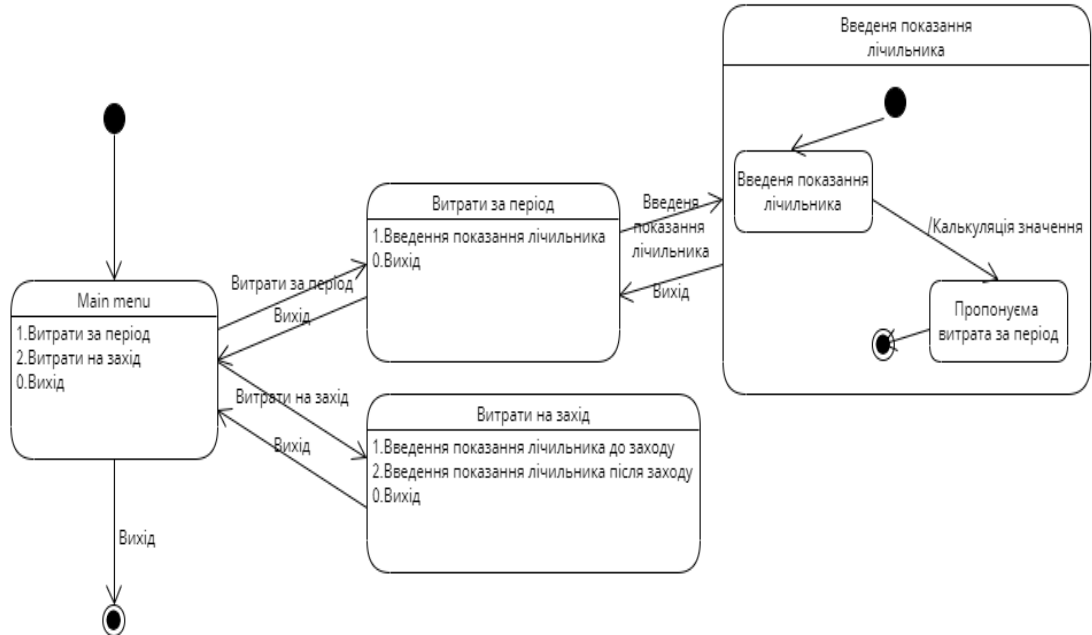 Введеня показання
лічильника
Введеня показання
лічильника
/Калькуляція значення
Пропонуєма
витрата за період
Витрати за період
1.Введення показання лічильника
0.Вихід
Введеня
показання
лічильника
Вихід
Витрати за період
Вихід
Main menu
1.Витрати за період
2.Витрати на захід
0.Вихід
Витрати на захід
Вихід
Витрати на захід
1.Введення показання лічильника до заходу
2.Введення показання лічильника після заходу
0.Вихід
Вихід